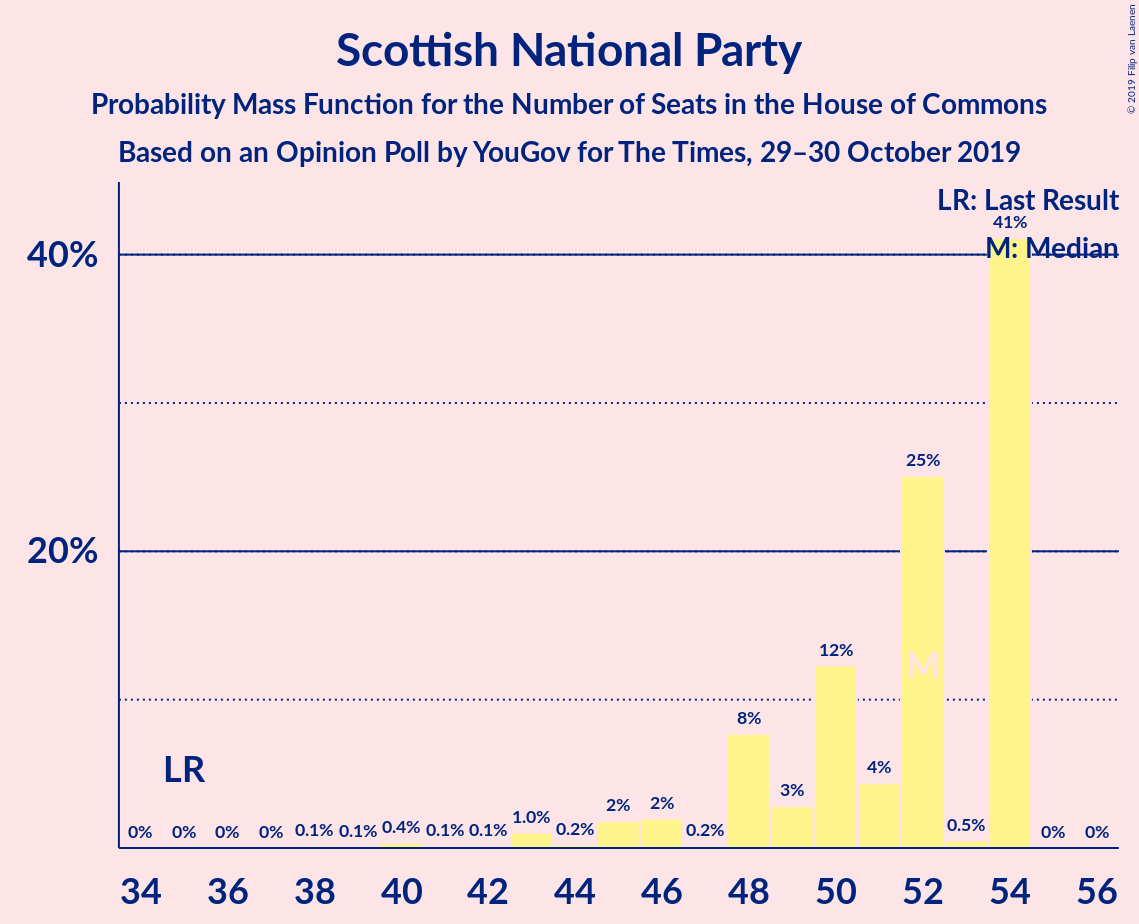 Scottish National Party
Probability Mass Function for the Number of Seats in the House of Commons
Based on an Opinion Poll by YouGov for The Times, 29–30 October 2019
© 2019 Filip van Laenen
LR: Last Result
M: Median
40%
20%
LR
M
0% 0% 0% 0% 0.1% 0.1% 0.4% 0.1% 0.1% 1.0% 0.2% 2% 2% 0.2% 8% 3% 12% 4% 25% 0.5% 41% 0% 0%
34 36 38 40 42 44 46 48 50 52 54 56